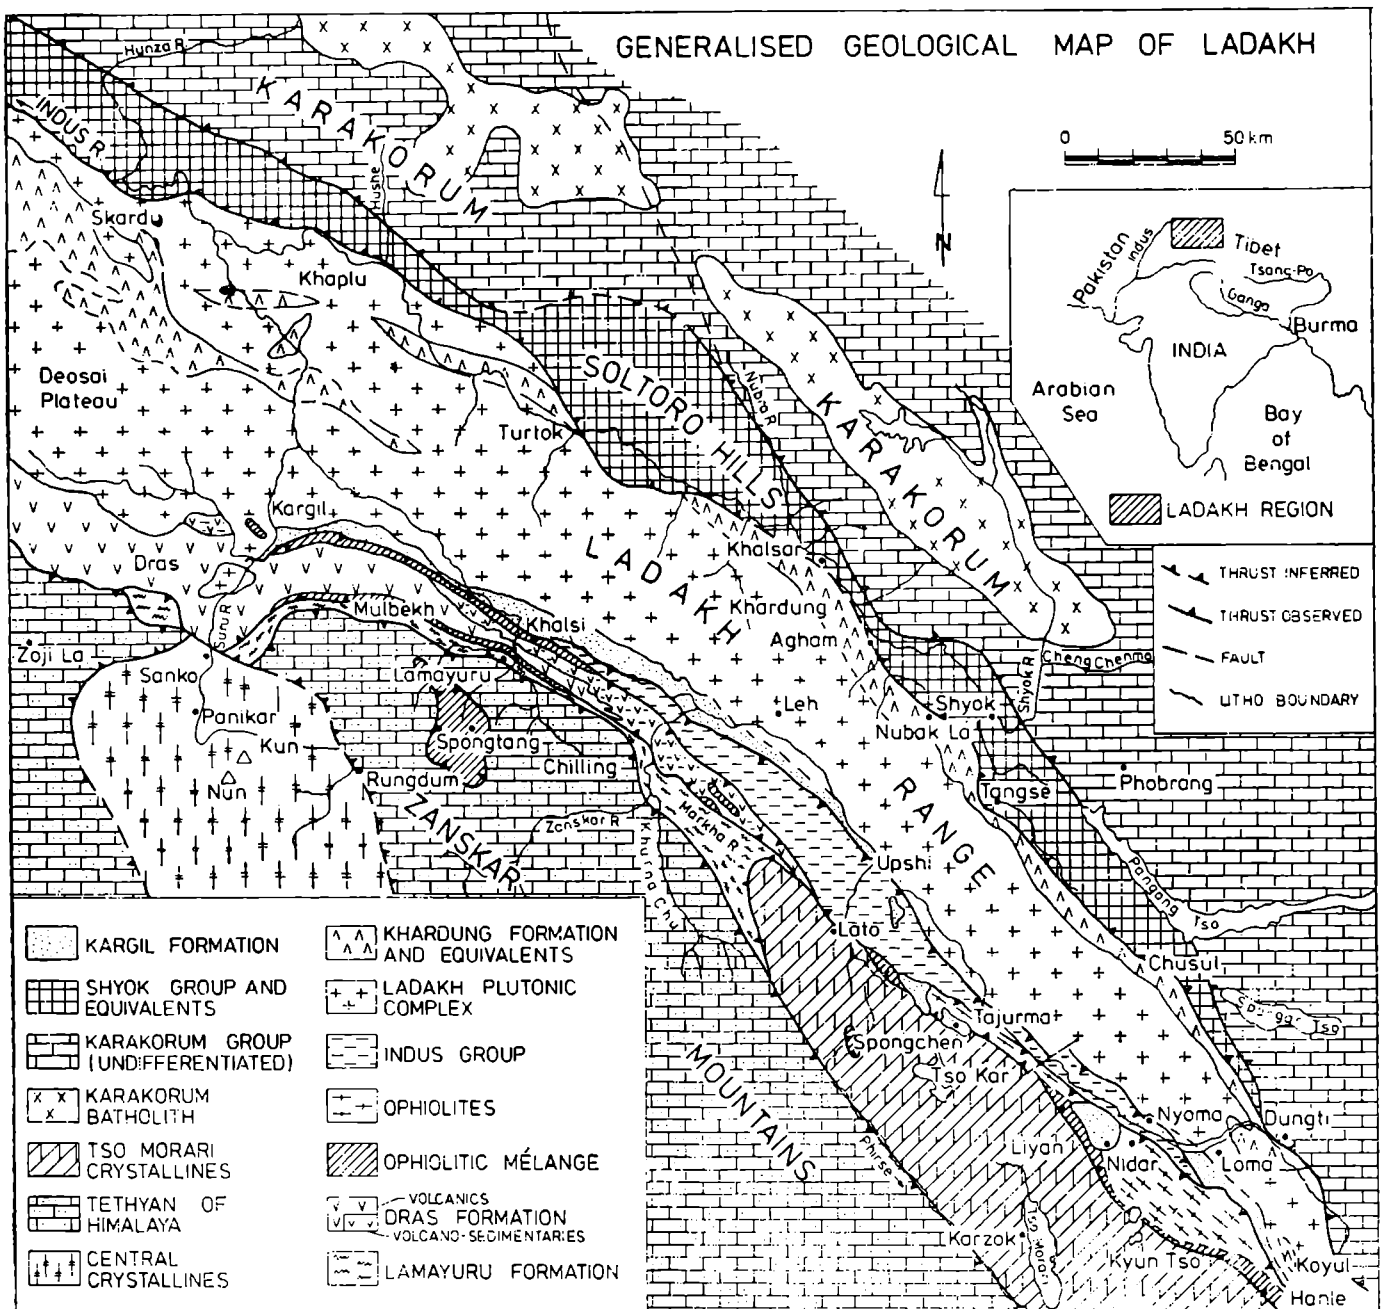 GENERALISED GEOLOGICAL MAP OF LADAKH
0 50 km
N
Hunza R.
KARAKORUM
INDUS R.
Hushe
Skardu
Khaplu
Deosai
Plateau
SOLTORO HILLS
Nubra R.
KARAKORUM
Turtok
Kargil
Dras
LADAKH RANGE
Khalsar
Khardung
Agham
Mulbekh
Khalsi
Suru R.
Zoji La
Sanko
Lamayuru
Cheng Chenmo
Shyok R
Panikar
Kun
Nun
Spongtang
Leh
Shyok
Nubak La
Rungdum
Chilling
Tangse
Phobrang
ZANSKAR
MOUNTAINS
Zanskar R
Markha R.
Kharna Chu
Upshi
Pangong
Tso
Lato
Chusul
Spanggur Tso
Tajurma
Spongchen
Tso Kar
Phirse
Nyoma
Dungti
Liyan
Nidar
Loma
Karzok
Tso Morari
Kyun Tso
Koyul
Hanle
Pakistan
Indus
Tibet
Tsang-Po
Ganga
Burma
INDIA
Arabian
Sea
Bay
of
Bengal
LADAKH REGION
THRUST INFERRED
THRUST OBSERVED
FAULT
LITHO BOUNDARY
KARGIL FORMATION
SHYOK GROUP AND
EQUIVALENTS
KARAKORUM GROUP
(UNDIFFERENTIATED)
KARAKORUM
BATHOLITH
TSO MORARI
CRYSTALLINES
TETHYAN OF
HIMALAYA
CENTRAL
CRYSTALLINES
KHARDUNG FORMATION
AND EQUIVALENTS
LADAKH PLUTONIC
COMPLEX
INDUS GROUP
OPHIOLITES
OPHIOLITIC MÉLANGE
VOLCANICS
DRAS FORMATION
VOLCANO-SEDIMENTARIES
LAMAYURU FORMATION